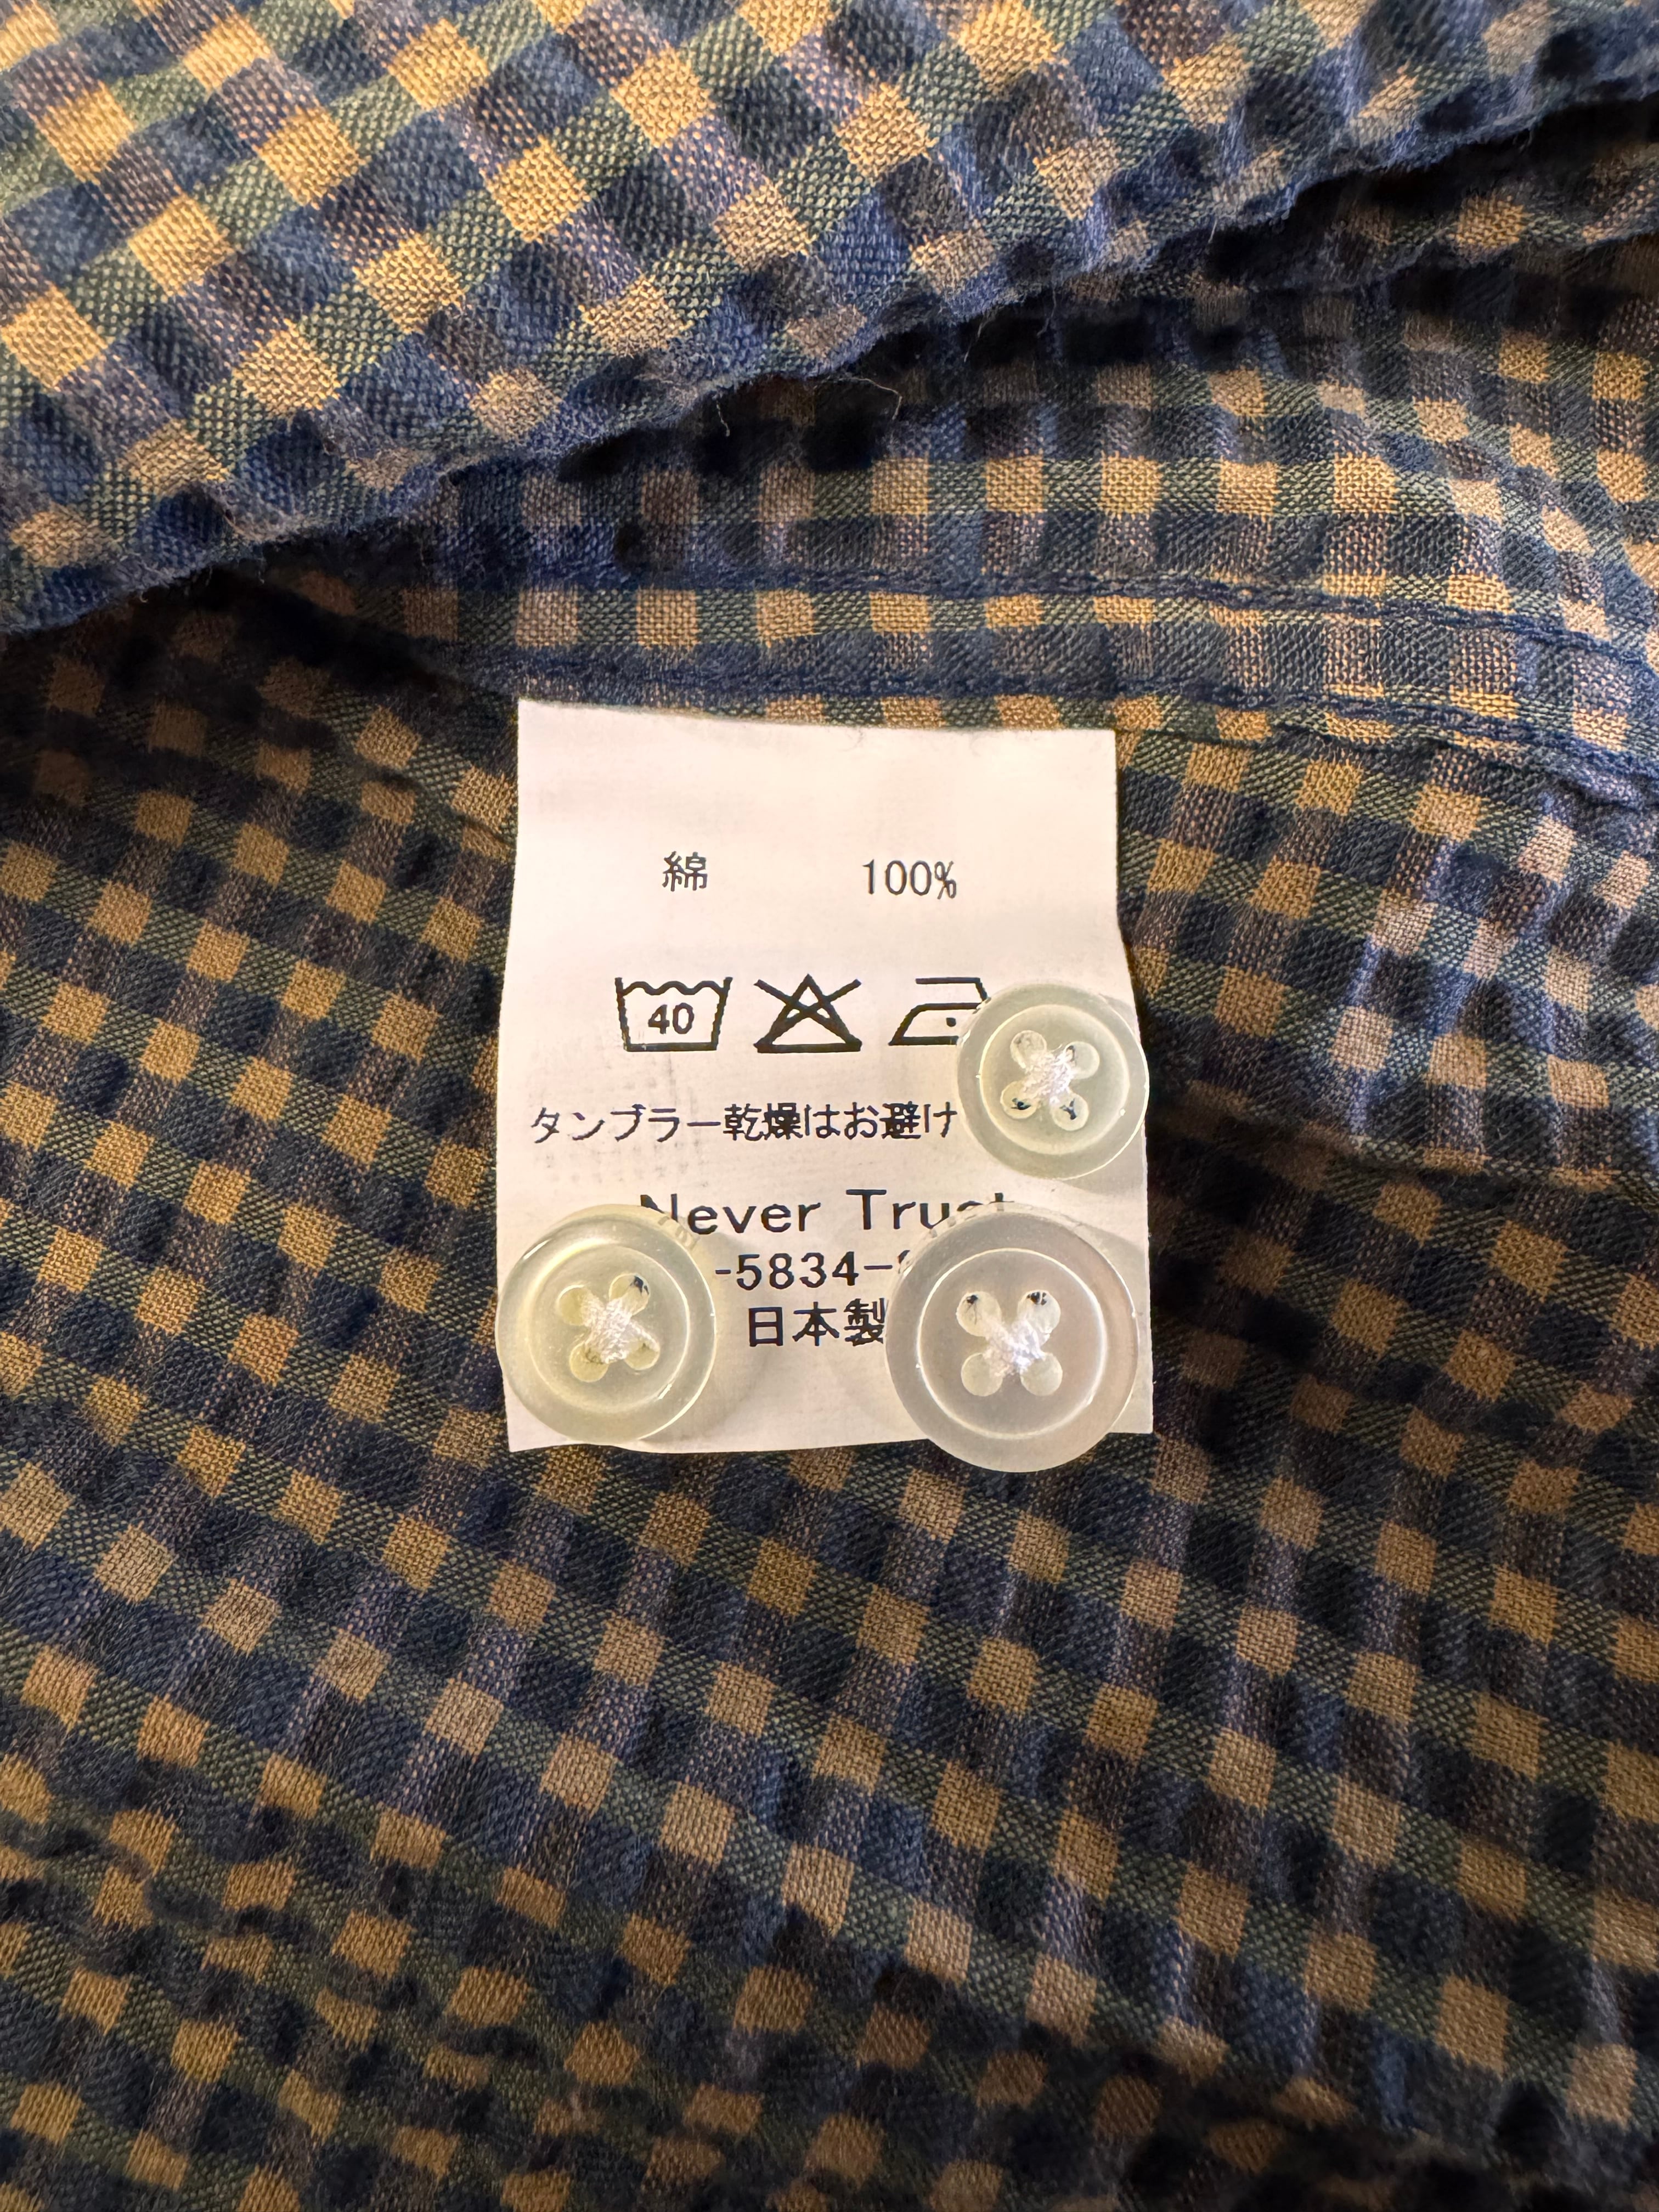 綿 100%
40
タンブラー乾燥はお避け
Never Trust
-5834-
日本製